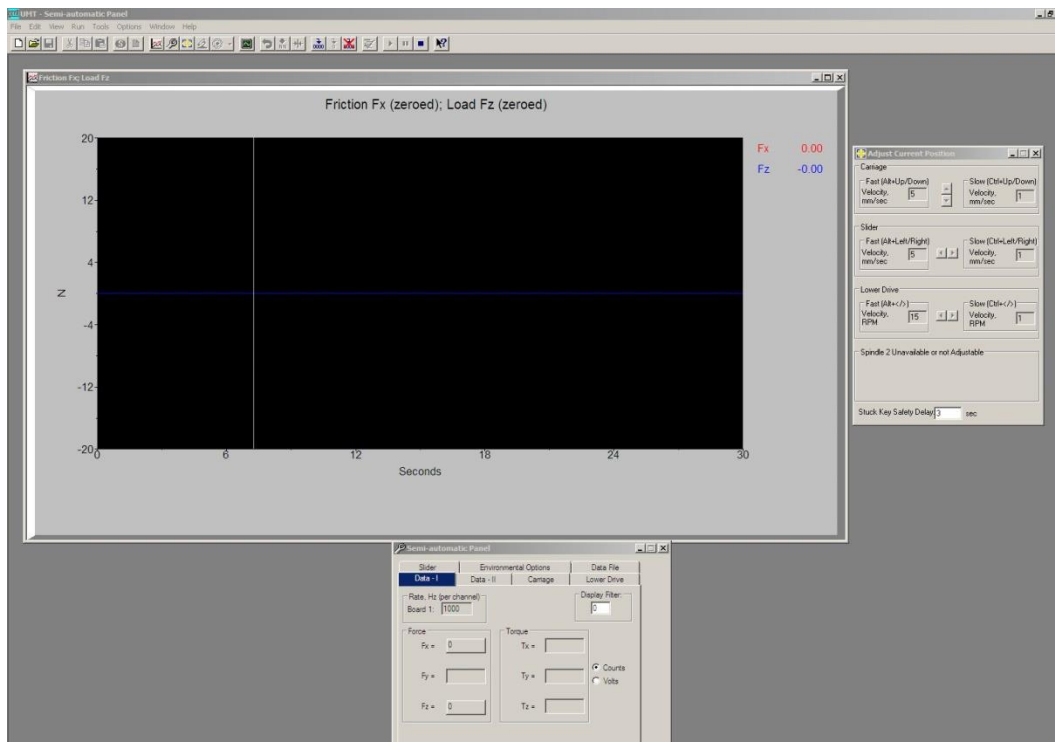 UMT - Semi-automatic Panel
File Edit View Run Tools Options Window Help
Friction Fx; Load Fz
Friction Fx (zeroed); Load Fz (zeroed)
20
12
4
-4
-12
-20
N
0 6 12 18 24 30
Seconds
Fx 0.00
Fz -0.00
Adjust Current Position
Carriage
Fast (Alt+Up/Down) Slow (Ctrl+Up/Down)
Velocity, 5 Velocity, 1
mm/sec mm/sec
Slider
Fast (Alt+Left/Right) Slow (Ctrl+Left/Right)
Velocity, 5 Velocity, 1
mm/sec mm/sec
Lower Drive
Fast (Alt+</>) Slow (Ctrl+</>)
Velocity, 15 Velocity, 1
RPM RPM
Spindle 2 Unavailable or not Adjustable
Stuck Key Safety Delay, 3 sec
Semi-automatic Panel
Slider Environmental Options Data File
Data - I Data - II Carriage Lower Drive
Rate, Hz (per channel) Display Filter:
Board 1: 1000 0
Force Torque
Fx = 0 Tx =
Counts
Fy = Ty =
Volts
Fz = 0 Tz =